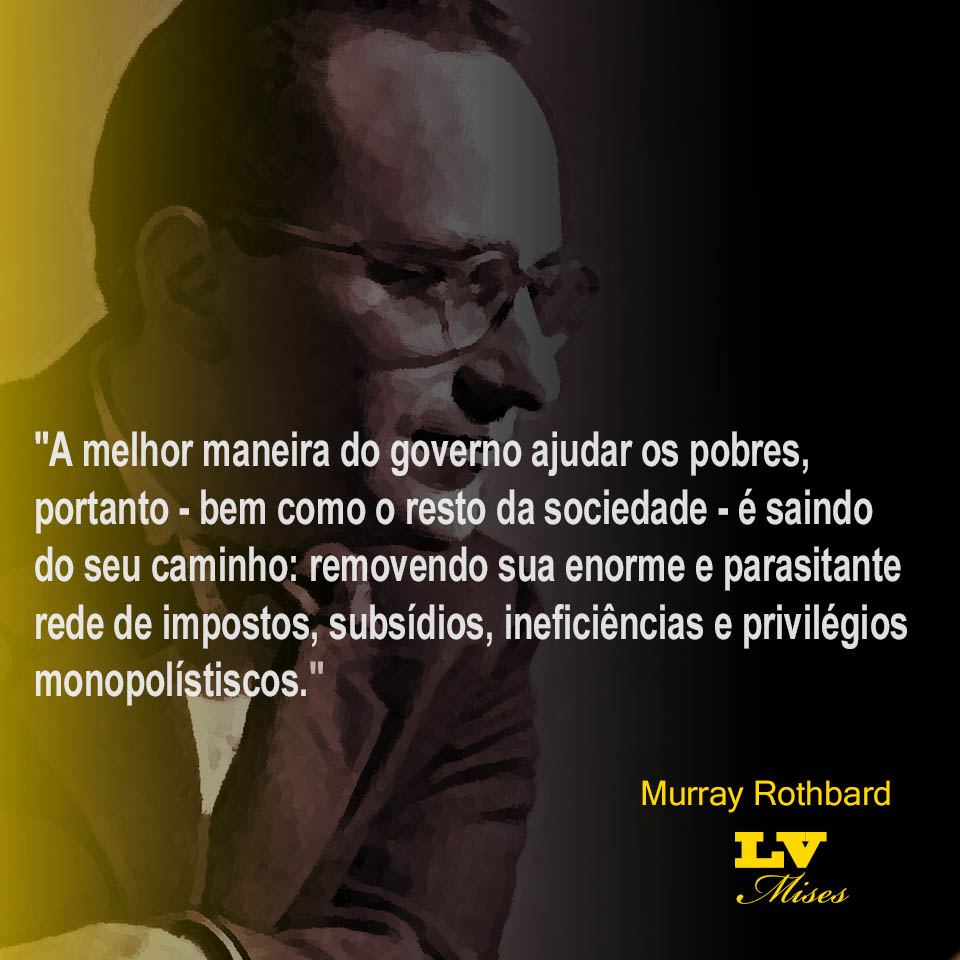 "A melhor maneira do governo ajudar os pobres,
portanto - bem como o resto da sociedade - é saindo
do seu caminho: removendo sua enorme e parasitante
rede de impostos, subsídios, ineficiências e privilégios
monopolístiscos."
Murray Rothbard
LV
Mises